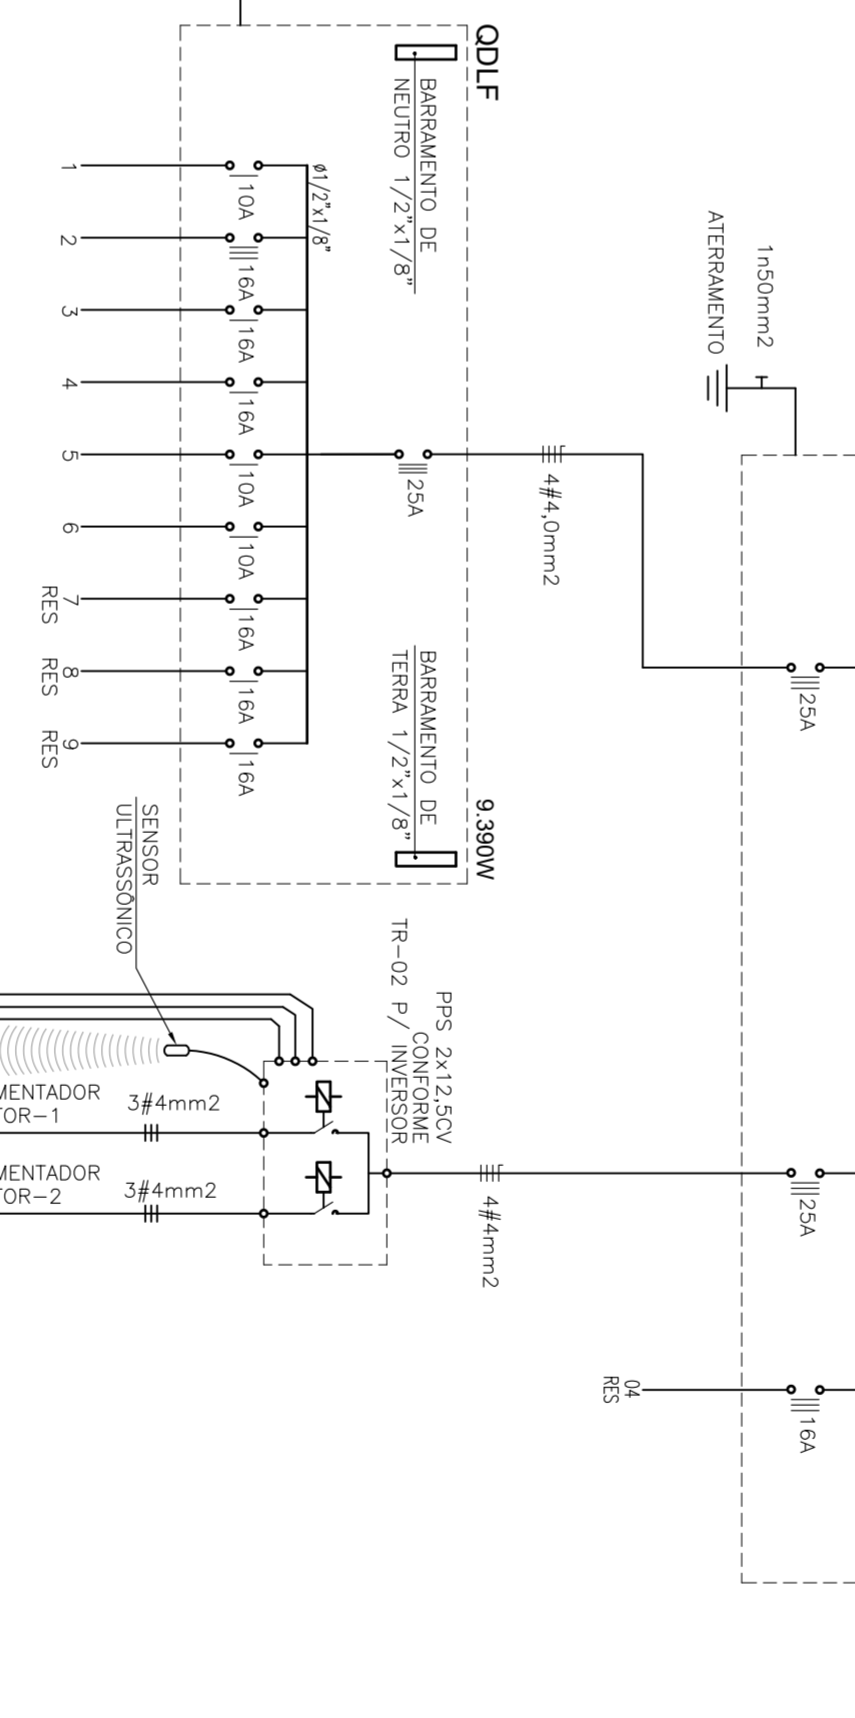 QDLF
BARRAMENTO DE
NEUTRO 1/2"x1/8"
ø1/2"x1/8"
1
10A
2
16A
3
16A
4
16A
5
10A
6
10A
7
RES
16A
8
RES
16A
9
RES
16A
25A
4#4,0mm2
BARRAMENTO DE
TERRA 1/2"x1/8"
9.390W
1n50mm2
ATERRAMENTO
25A
SENSOR
ULTRASSÔNICO
PPS 2x12,5CV
CONFORME
TR-02 P/ INVERSOR
MENTADOR
TOR-1
3#4mm2
MENTADOR
TOR-2
3#4mm2
4#4mm2
25A
04
RES
16A